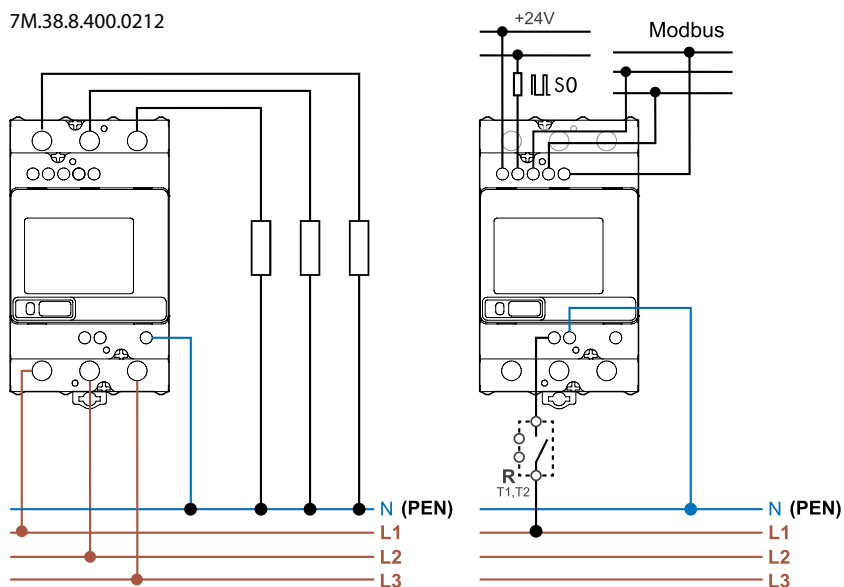 7M.38.8.400.0212
+24V
Modbus
S0
R
T1,T2
N (PEN)
L1
L2
L3
N (PEN)
L1
L2
L3